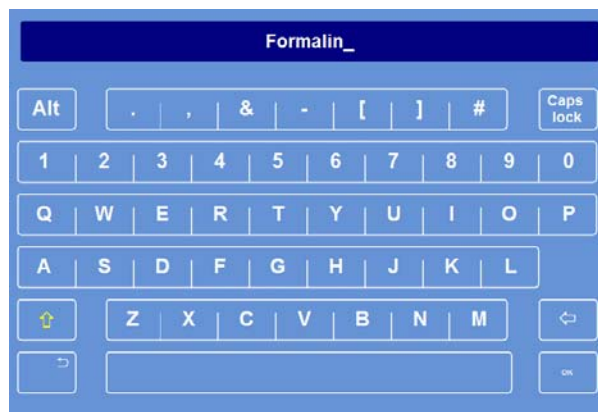 Formalin_
Alt . , & - [ ] # Caps lock
1 2 3 4 5 6 7 8 9 0
Q W E R T Y U I O P
A S D F G H J K L
Z X C V B N M
OK